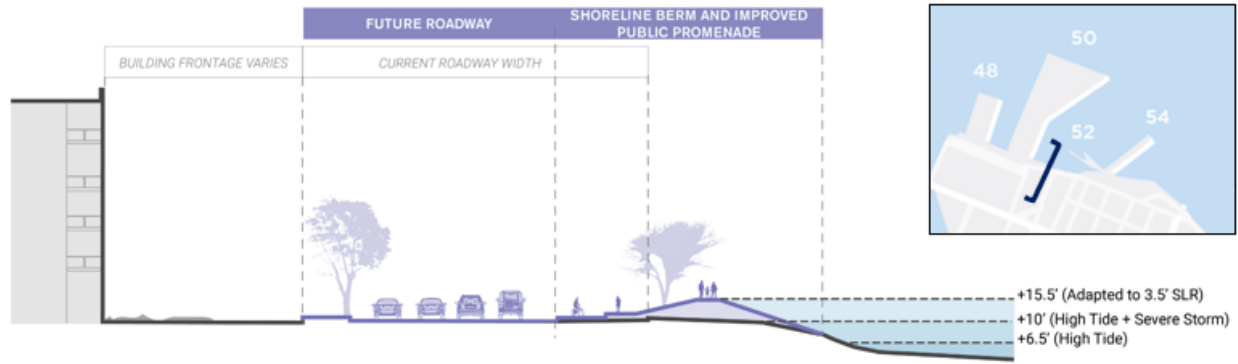 FUTURE ROADWAY
SHORELINE BERM AND IMPROVED
PUBLIC PROMENADE
BUILDING FRONTAGE VARIES
CURRENT ROADWAY WIDTH
50
48
54
52
+15.5' (Adapted to 3.5' SLR)
+10' (High Tide + Severe Storm)
+6.5' (High Tide)